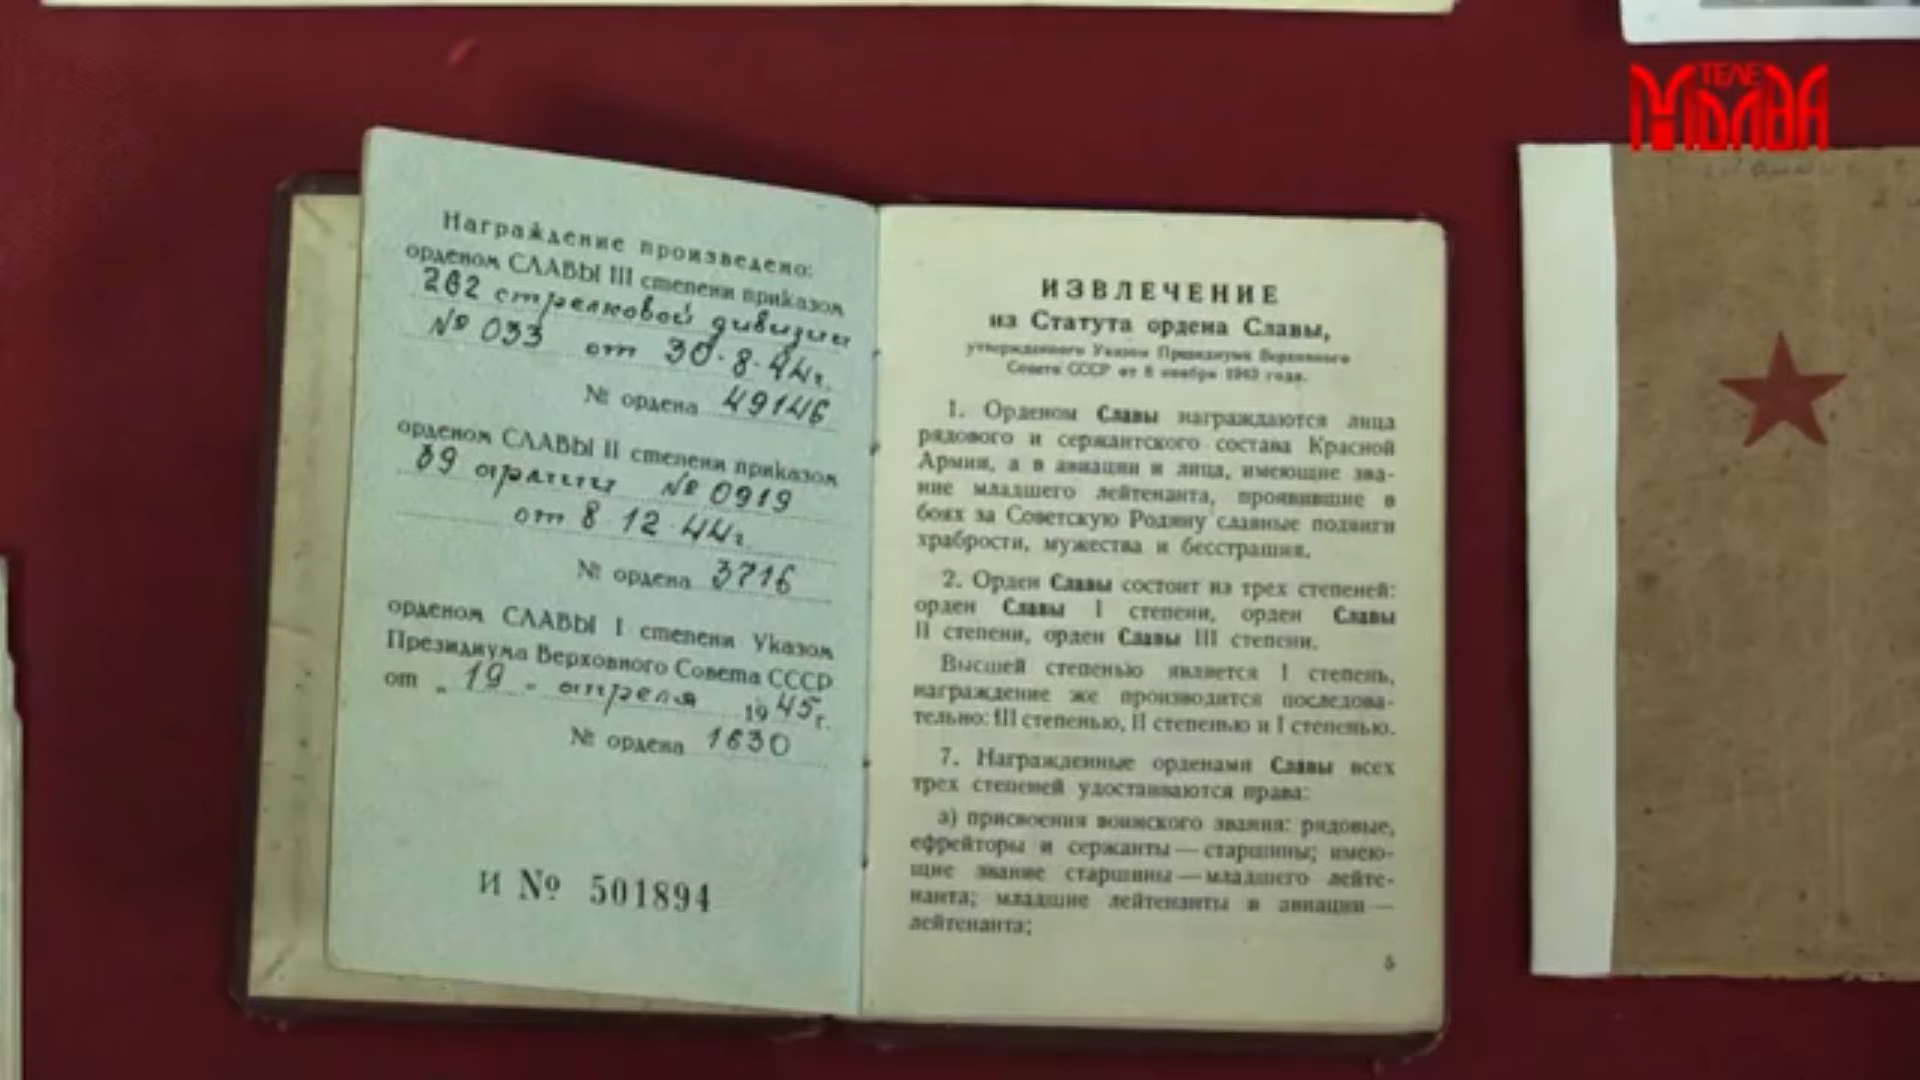 ТЕЛЕ
МОЛВА
Награждение произведено:
орденом СЛАВЫ III степени приказом
262 стрелковой дивизии
№ 033 от 30.8.44г.
№ ордена 49146
орденом СЛАВЫ II степени приказом
39 армии № 0919
от 8.12.44г
№ ордена 3716
орденом СЛАВЫ I степени Указом
Президиума Верховного Совета СССР
от „19" апреля 1945г.
№ ордена 1630
И № 501894
ИЗВЛЕЧЕНИЕ
из Статута ордена Славы,
утвержденного Указом Президиума Верховного
Совета СССР от 8 ноября 1943 года.
1. Орденом Славы награждаются лица
рядового и сержантского состава Красной
Армии, а в авиации и лица, имеющие зва-
ние младшего лейтенанта, проявившие в
боях за Советскую Родину славные подвиги
храбрости, мужества и бесстрашия.
2. Орден Славы состоит из трех степеней:
орден Славы I степени, орден Славы
II степени, орден Славы III степени.
Высшей степенью является I степень,
награждение же производится последова-
тельно: III степенью, II степенью и I степенью.
7. Награжденные орденами Славы всех
трех степеней удостаиваются права:
а) присвоения воинского звания: рядовые,
ефрейторы и сержанты — старшины; имею-
щие звание старшины — младшего лейте-
нанта; младшие лейтенанты в авиации —
лейтенанта;
5